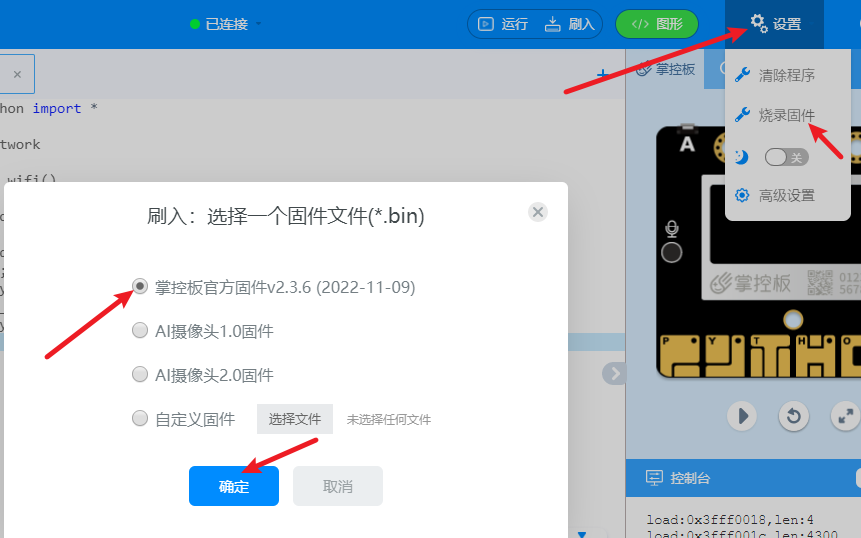 已连接
运行
刷入
</> 图形
设置
×
掌控板
清除程序
hon import *
烧录固件
twork
A
关
wifi()
高级设置
刷入：选择一个固件文件(*.bin)
掌控板官方固件v2.3.6 (2022-11-09)
掌控板
012
567
AI摄像头1.0固件
P Y T H O
AI摄像头2.0固件
自定义固件
选择文件
未选择任何文件
控制台
确定
取消
load:0x3fff0018,len:4
load:0x3fff001c,len:4300